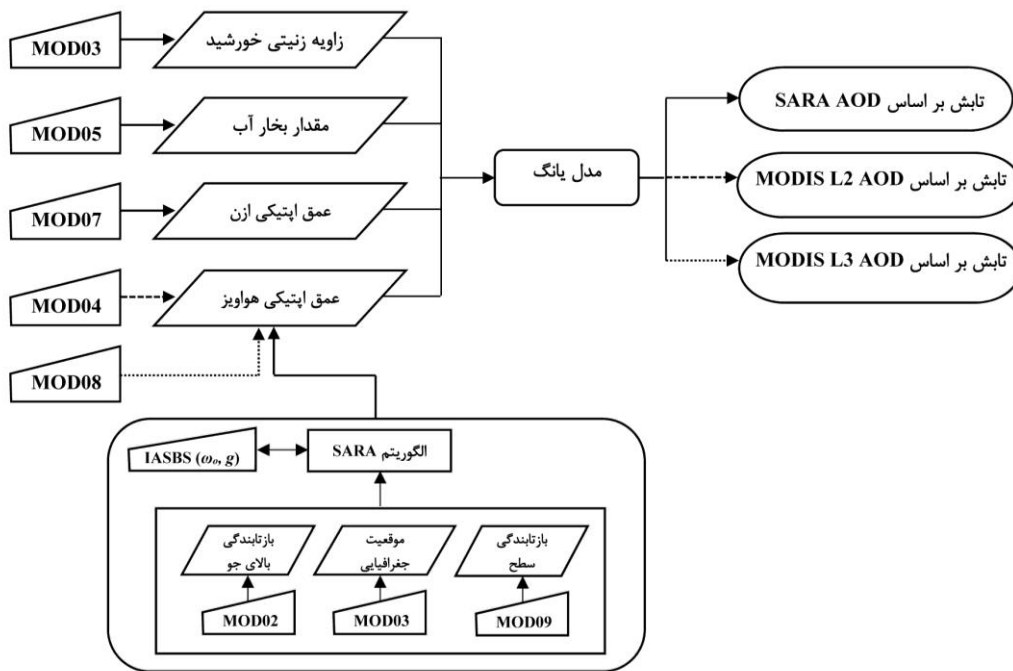 MOD03
زاویه زنیتی خورشید
MOD05
مقدار بخار آب
MOD07
عمق اپتیکی ازن
MOD04
عمق اپتیکی هواویز
MOD08
مدل یانگ
تابش بر اساس SARA AOD
تابش بر اساس MODIS L2 AOD
تابش بر اساس MODIS L3 AOD
IASBS (ωₒ, g)
الگوریتم SARA
بازتابندگی
بالای جو
موقعیت
جغرافیایی
بازتابندگی
سطح
MOD02
MOD03
MOD09